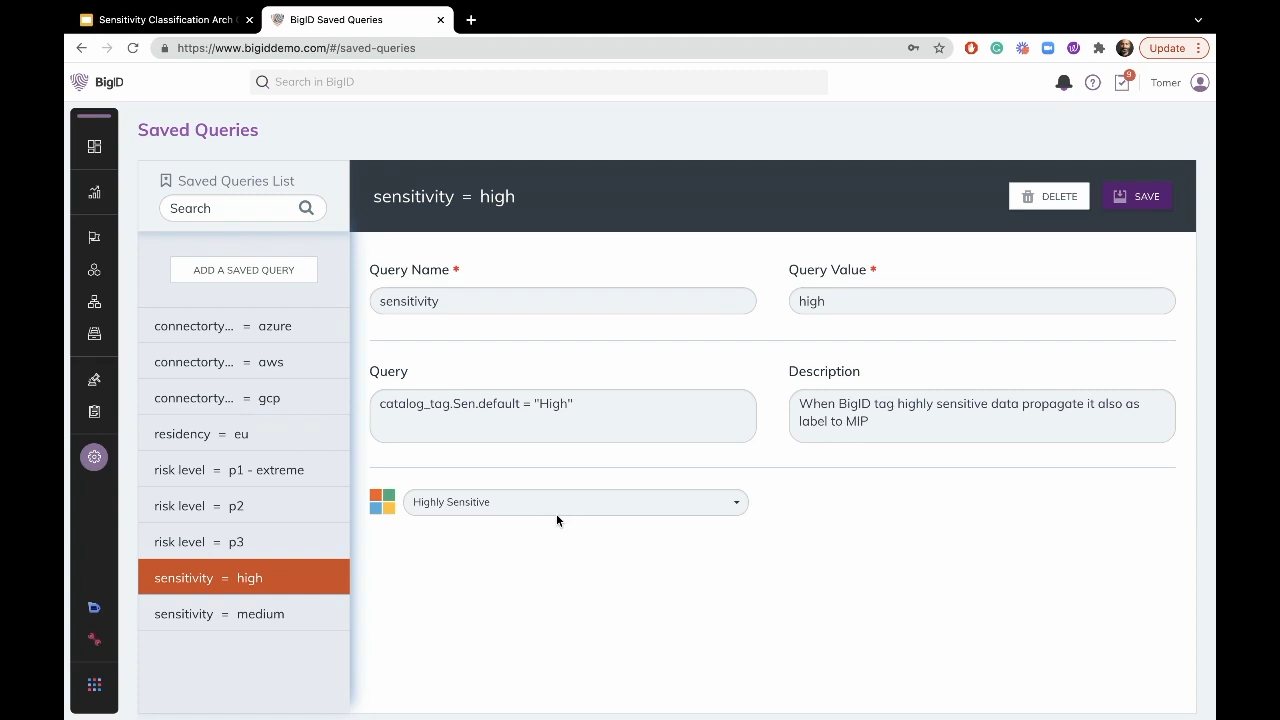 Sensitivity Classification Arch
BigID Saved Queries
https://www.bigiddemo.com/#/saved-queries
Update
BigID
Search in BigID
9
Tomer
Saved Queries
Saved Queries List
Search
ADD A SAVED QUERY
connectorty... = azure
connectorty... = aws
connectorty... = gcp
residency = eu
risk level = p1 - extreme
risk level = p2
risk level = p3
sensitivity = high
sensitivity = medium
sensitivity = high
DELETE
SAVE
Query Name *
sensitivity
Query Value *
high
Query
catalog_tag.Sen.default = "High"
Description
When BigID tag highly sensitive data propagate it also as
label to MIP
Highly Sensitive